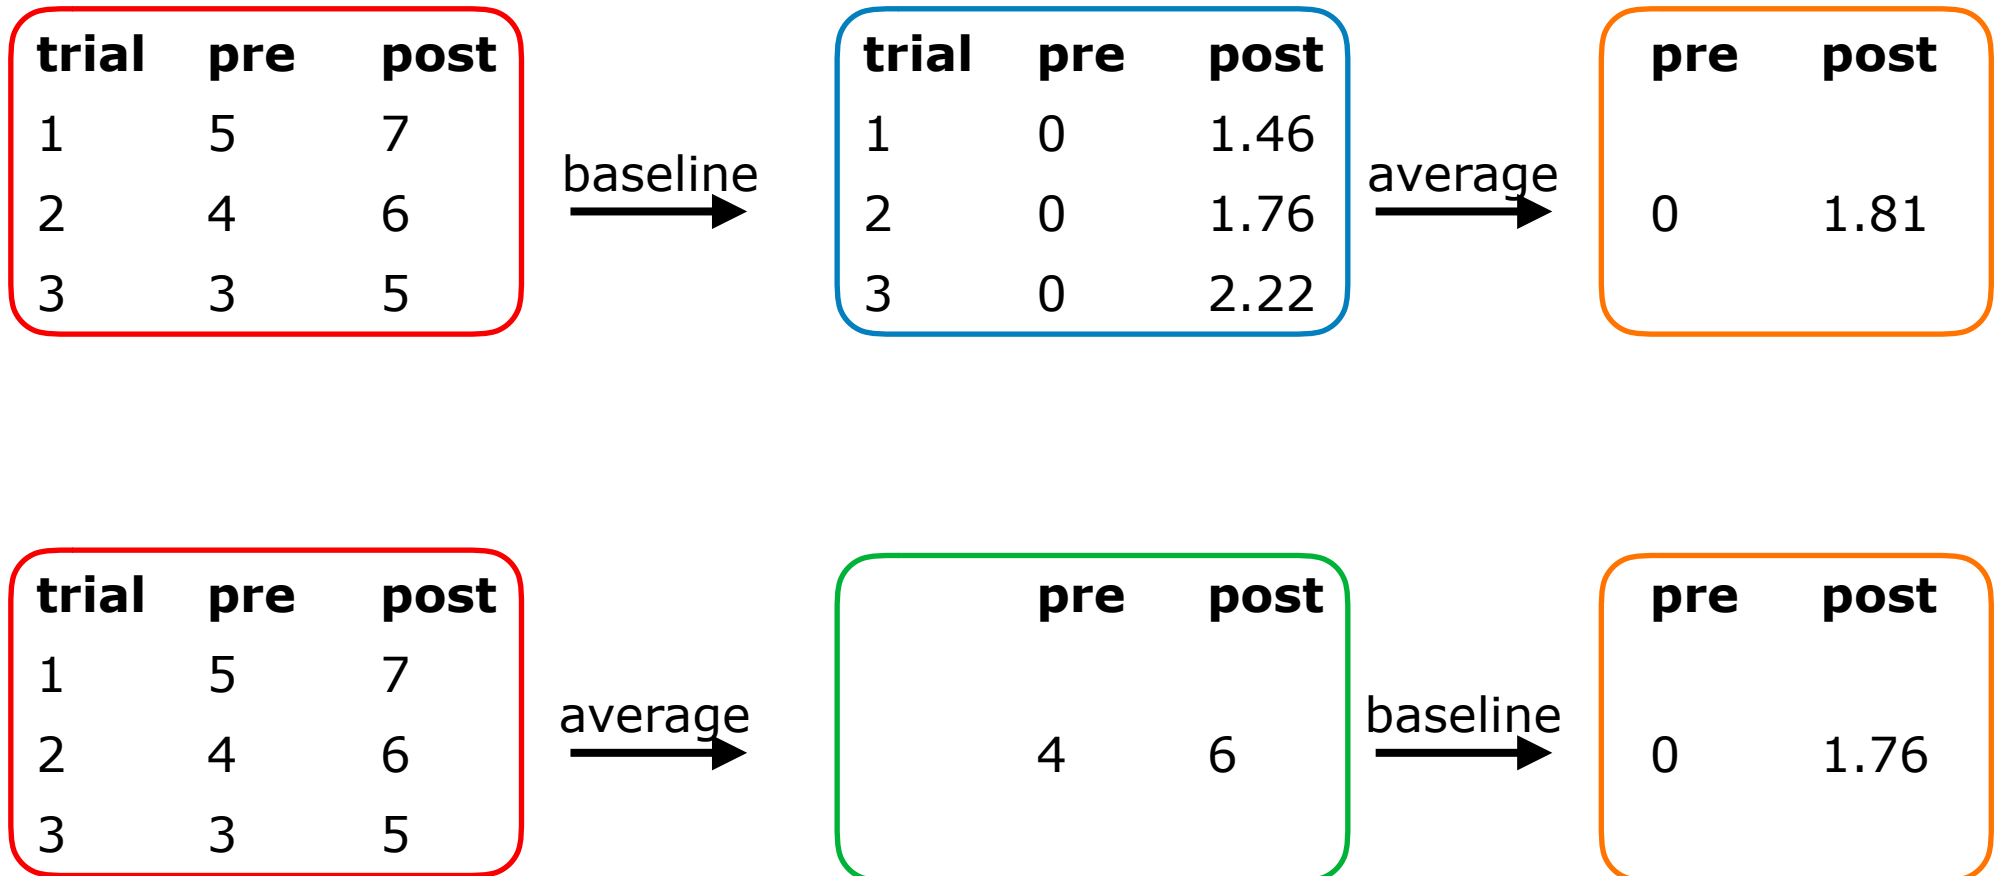 trial pre post trial pre post pre post
1 5 7 1 0 1.46
baseline average
2 4 6 2 0 1.76 0 1.81
3 3 5 3 0 2.22
trial pre post pre post pre post
1 5 7
average baseline
2 4 6 4 6 0 1.76
3 3 5